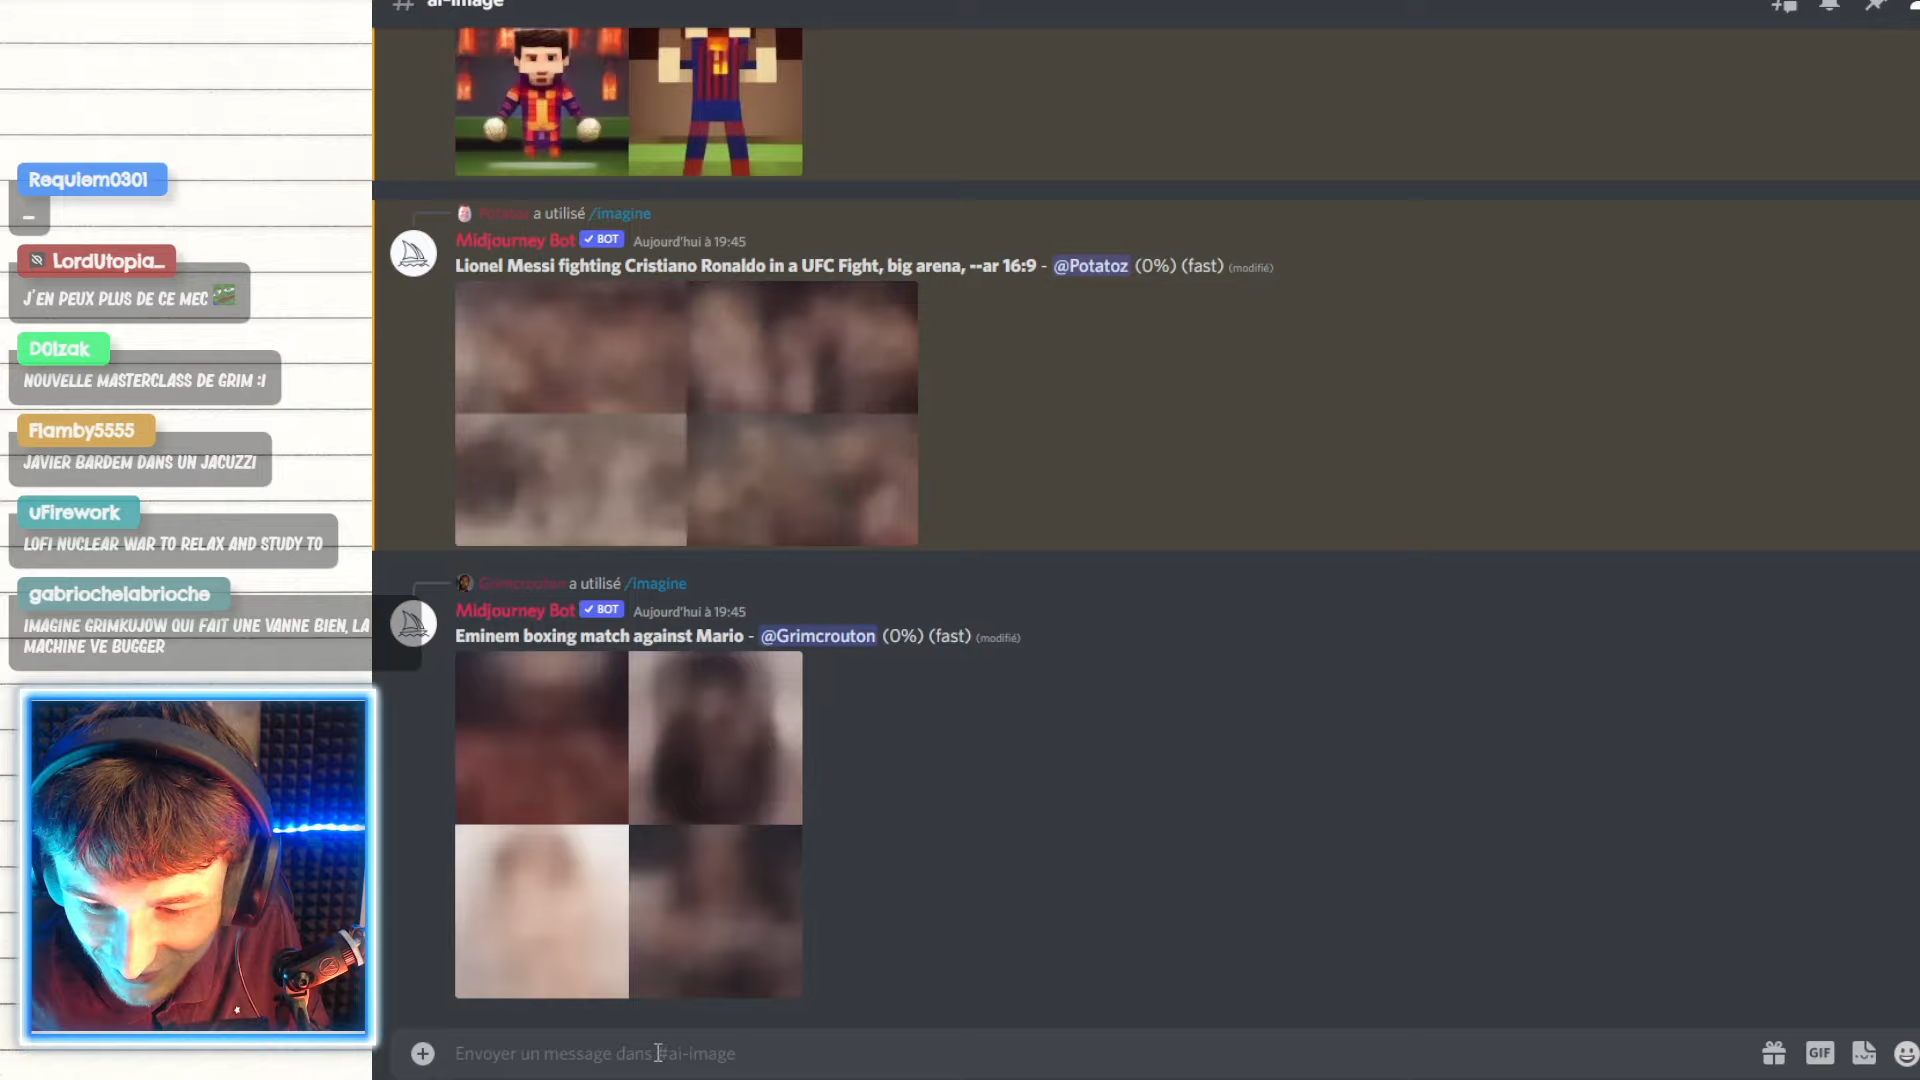 ai-image
Requiem0301
_
LordUtopia_
J'EN PEUX PLUS DE CE MEC
D0lzak
NOUVELLE MASTERCLASS DE GRIM :I
Flamby5555
JAVIER BARDEM DANS UN JACUZZI
uFirework
LOFI NUCLEAR WAR TO RELAX AND STUDY TO
gabriochelabrioche
IMAGINE GRIMKUJOW QUI FAIT UNE VANNE BIEN, LA
MACHINE VE BUGGER
Potatoz a utilisé /imagine
Midjourney Bot ✓ BOT Aujourd'hui à 19:45
Lionel Messi fighting Cristiano Ronaldo in a UFC Fight, big arena, --ar 16:9 - @Potatoz (0%) (fast) (modifié)
Grimcrouton a utilisé /imagine
Midjourney Bot ✓ BOT Aujourd'hui à 19:45
Eminem boxing match against Mario - @Grimcrouton (0%) (fast) (modifié)
Envoyer un message dans #ai-image
GIF